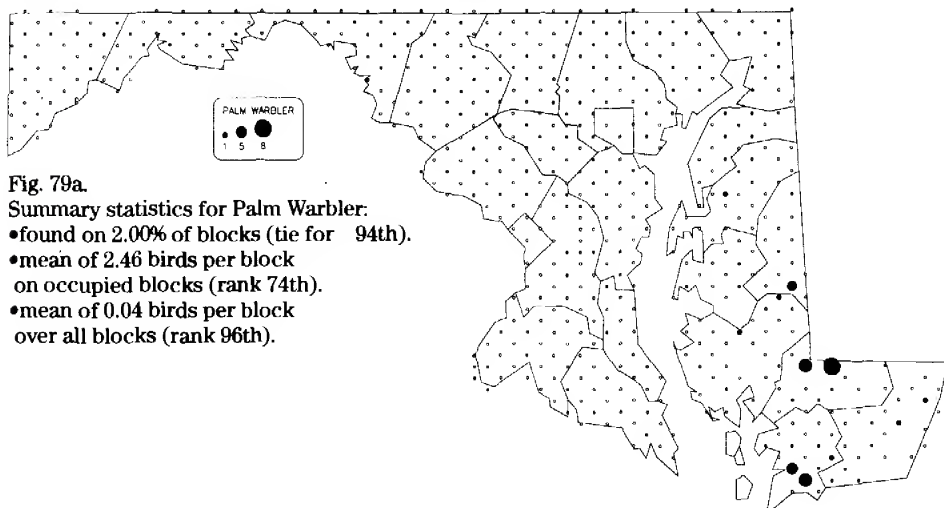 PALM WARBLER
1 5 8
Fig. 79a.
Summary statistics for Palm Warbler:
•found on 2.00% of blocks (tie for 94th).
•mean of 2.46 birds per block
on occupied blocks (rank 74th).
•mean of 0.04 birds per block
over all blocks (rank 96th).